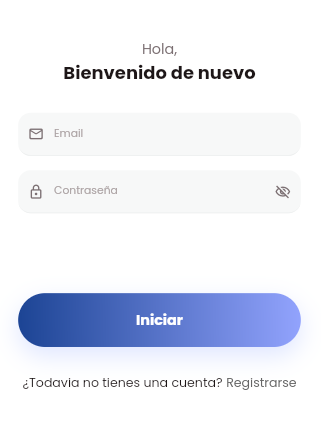 Hola,
Bienvenido de nuevo
Email
Contraseña
Iniciar
¿Todavia no tienes una cuenta? Registrarse